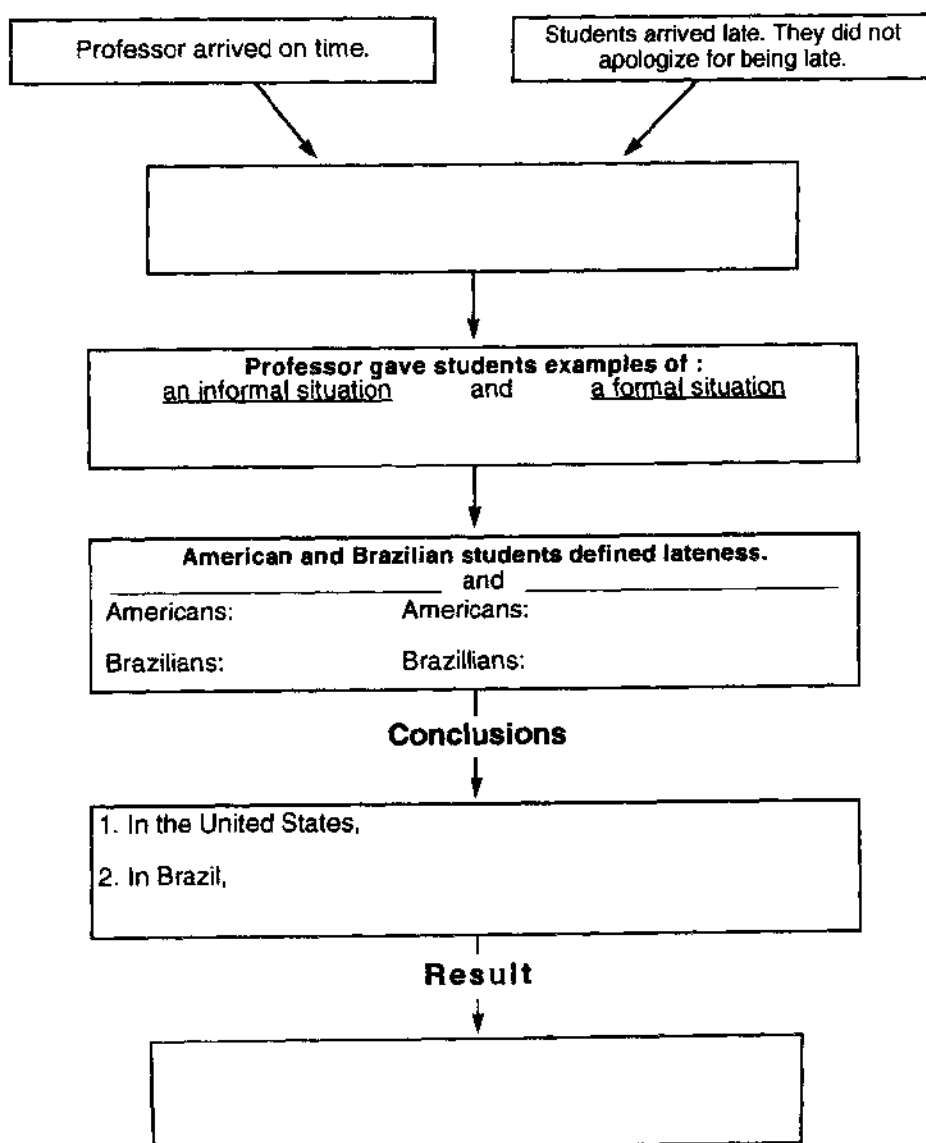 Professor arrived on time.
Students arrived late. They did not
apologize for being late.
Professor gave students examples of :
an informal situation and a formal situation
American and Brazilian students defined lateness.
and
Americans: Americans:
Brazilians: Brazillians:
Conclusions
1. In the United States,
2. In Brazil,
Result